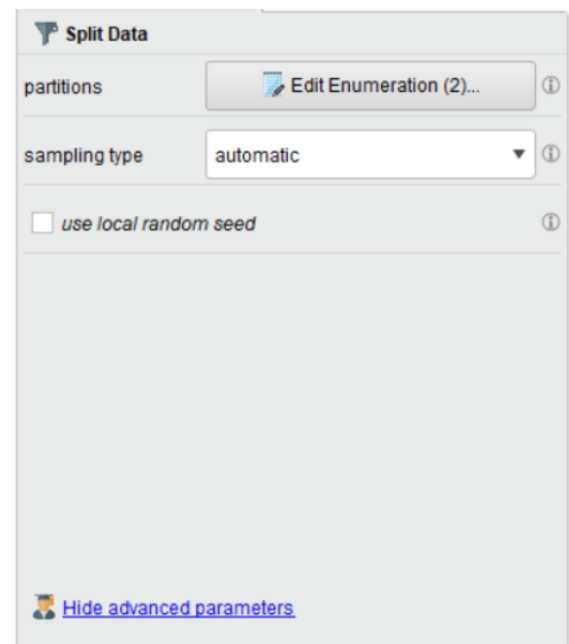 Split Data
partitions Edit Enumeration (2)...
sampling type automatic
use local random seed
Hide advanced parameters